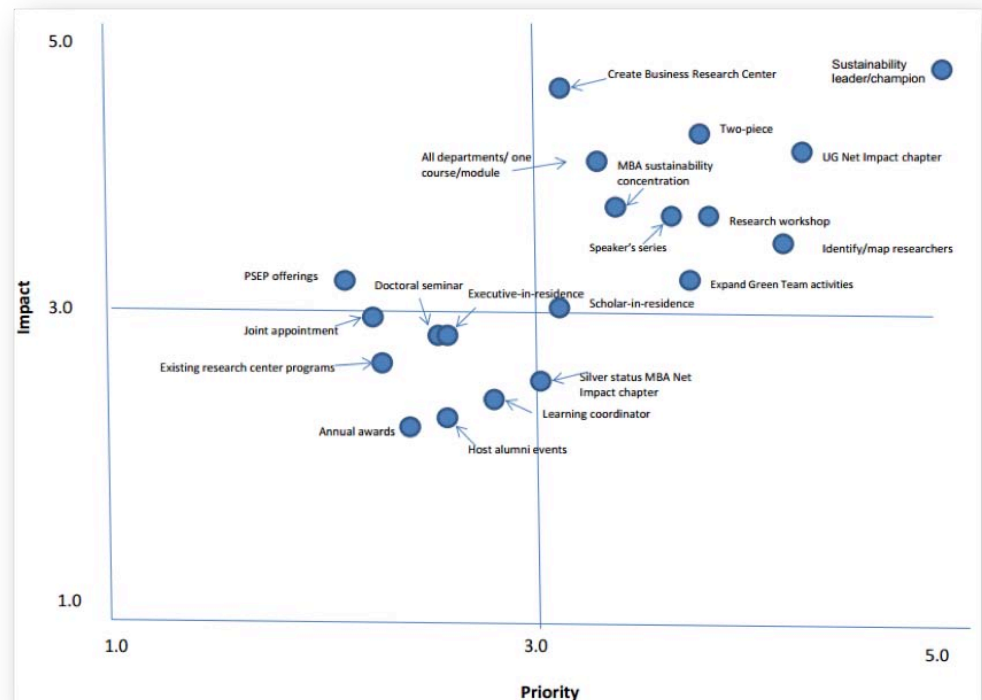 5.0
Sustainability
leader/champion
Create Business Research Center
Two-piece
All departments/ one
course/module
UG Net Impact chapter
MBA sustainability
concentration
Research workshop
Speaker's series
Identify/map researchers
PSEP offerings
Doctoral seminar
Expand Green Team activities
Executive-in-residence
Scholar-in-residence
3.0
Impact
Joint appointment
Existing research center programs
Silver status MBA Net
Impact chapter
Learning coordinator
Annual awards
Host alumni events
1.0
1.0
3.0
5.0
Priority